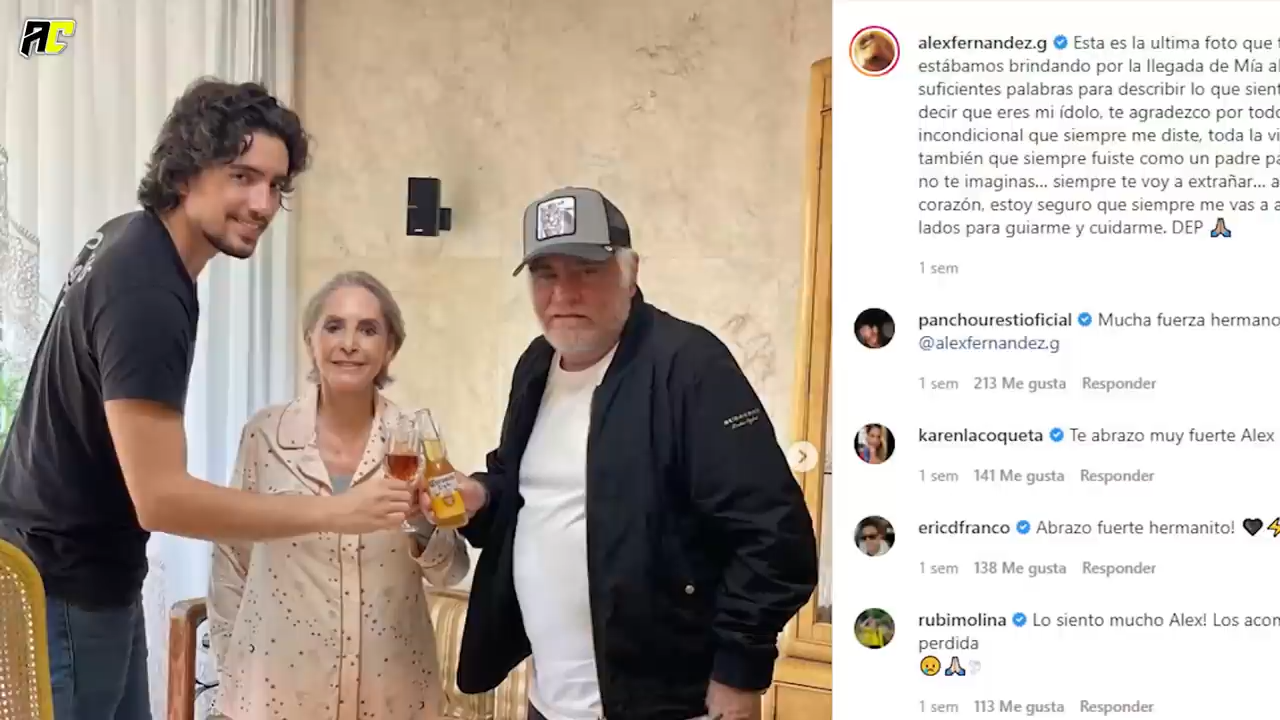 AC
alexfernandez.g Esta es la ultima foto que
estábamos brindando por la llegada de Mía
suficientes palabras para describir lo que
decir que eres mi ídolo, te agradezco por
incondicional que siempre me diste, toda la
también que siempre fuiste como un padre
no te imaginas... siempre te voy a extrañar...
corazón, estoy seguro que siempre me vas a
lados para guiarme y cuidarme. DEP 🙏🏽
1 sem
panchourestioficial Mucha fuerza hermano
@alexfernandez.g
1 sem 213 Me gusta Responder
karenlacoqueta Te abrazo muy fuerte Alex
1 sem 141 Me gusta Responder
ericdfranco Abrazo fuerte hermanito! 🖤⚡
1 sem 138 Me gusta Responder
rubimolina Lo siento mucho Alex! Los
perdida
😢🙏🏽🕊
1 sem 113 Me gusta Responder